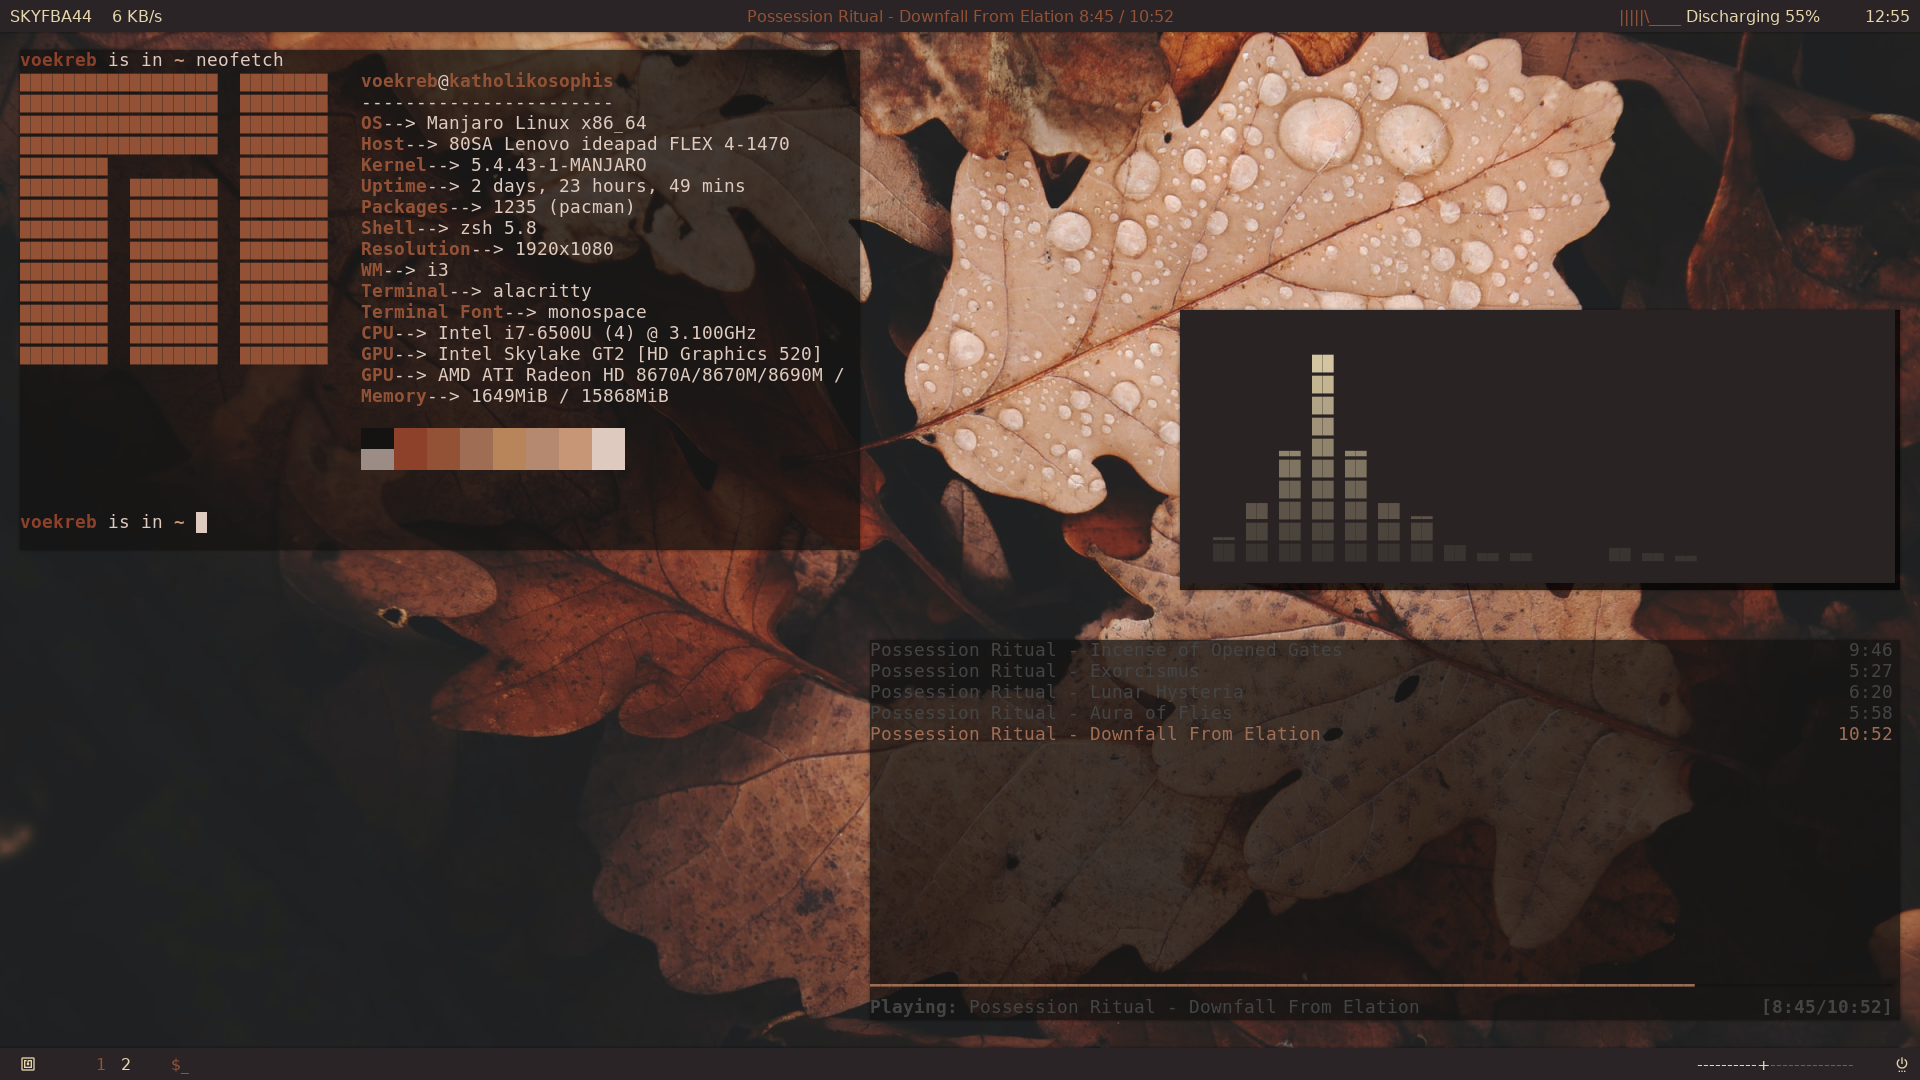 SKYFBA44 6 KB/s
Possession Ritual - Downfall From Elation 8:45 / 10:52
|||||\____ Discharging 55%
12:55
voekreb is in ~ neofetch
voekreb@katholikosophis
-----------------------
OS--> Manjaro Linux x86_64
Host--> 80SA Lenovo ideapad FLEX 4-1470
Kernel--> 5.4.43-1-MANJARO
Uptime--> 2 days, 23 hours, 49 mins
Packages--> 1235 (pacman)
Shell--> zsh 5.8
Resolution--> 1920x1080
WM--> i3
Terminal--> alacritty
Terminal Font--> monospace
CPU--> Intel i7-6500U (4) @ 3.100GHz
GPU--> Intel Skylake GT2 [HD Graphics 520]
GPU--> AMD ATI Radeon HD 8670A/8670M/8690M /
Memory--> 1649MiB / 15868MiB
voekreb is in ~
Possession Ritual - Incense of Opened Gates 9:46
Possession Ritual - Exorcismus 5:27
Possession Ritual - Lunar Hysteria 6:20
Possession Ritual - Aura of Flies 5:58
Possession Ritual - Downfall From Elation 10:52
Playing: Possession Ritual - Downfall From Elation [8:45/10:52]
1 2 $_
----------+--------------